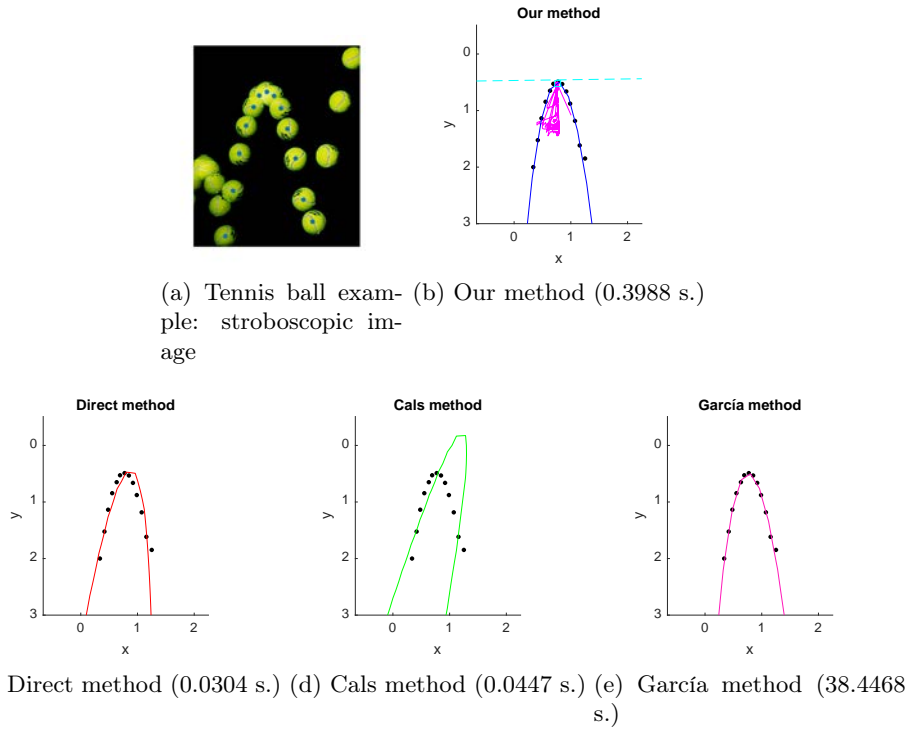 Our method
0
1
2
3
y
0
1
2
x
(a) Tennis ball exam-
ple: stroboscopic im-
age
(b) Our method (0.3988 s.)
Direct method
0
1
2
3
y
0
1
2
x
Cals method
0
1
2
3
y
0
1
2
x
García method
0
1
2
3
y
0
1
2
x
Direct method (0.0304 s.)
(d) Cals method (0.0447 s.)
(e) García method (38.4468
s.)